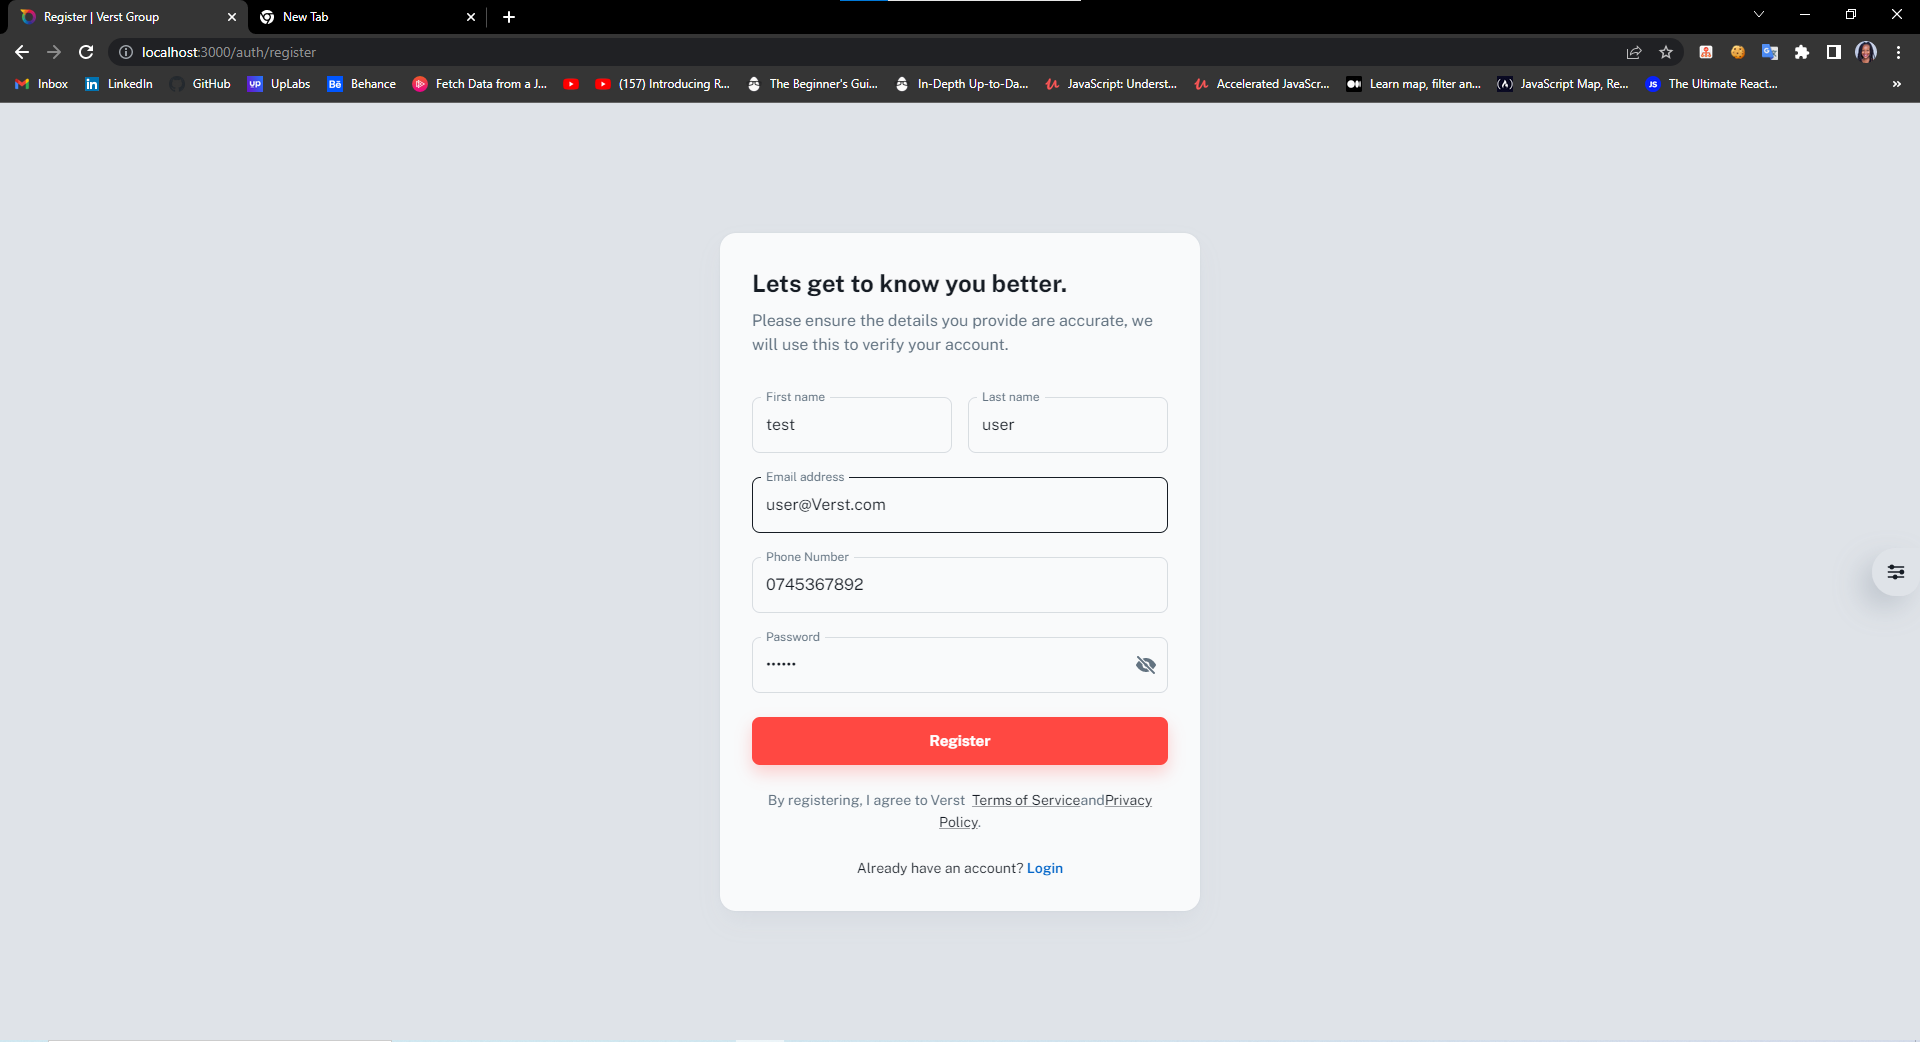 Register | Verst Group
New Tab
localhost:3000/auth/register
Inbox
LinkedIn
GitHub
UpLabs
Behance
Fetch Data from a J...
(157) Introducing R...
The Beginner's Gui...
In-Depth Up-to-Da...
JavaScript: Underst...
Accelerated JavaScr...
Learn map, filter an...
JavaScript Map, Re...
The Ultimate React...
Lets get to know you better.
Please ensure the details you provide are accurate, we
will use this to verify your account.
First name
test
Last name
user
Email address
user@Verst.com
Phone Number
0745367892
Password
••••••
Register
By registering, I agree to Verst Terms of ServiceandPrivacy
Policy.
Already have an account? Login